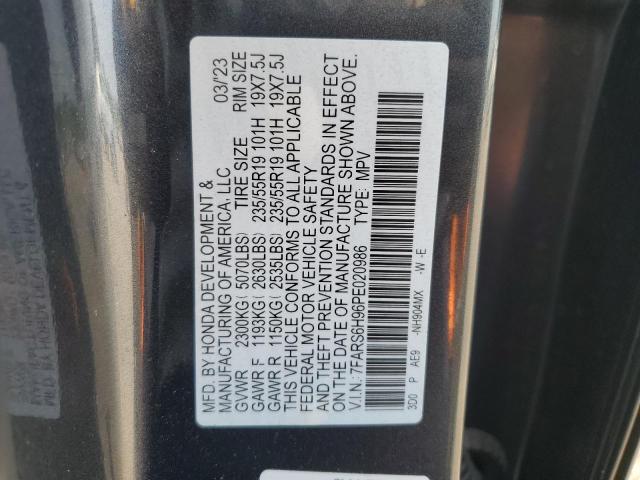 MFD. BY HONDA DEVELOPMENT &
MANUFACTURING OF AMERICA, LLC 03/'23
GVWR 2300KG ( 5070LBS) TIRE SIZE RIM SIZE
GAWR F 1193KG ( 2630LBS) 235/55R19 101H 19X7.5J
GAWR R 1150KG ( 2535LBS) 235/55R19 101H 19X7.5J
THIS VEHICLE CONFORMS TO ALL APPLICABLE
FEDERAL MOTOR VEHICLE SAFETY
AND THEFT PREVENTION STANDARDS IN EFFECT
ON THE DATE OF MANUFACTURE SHOWN ABOVE.
V.I.N.: 7FARS6H96PE020986 TYPE: MPV
3D0 P AE9 -NH904MX -W -E